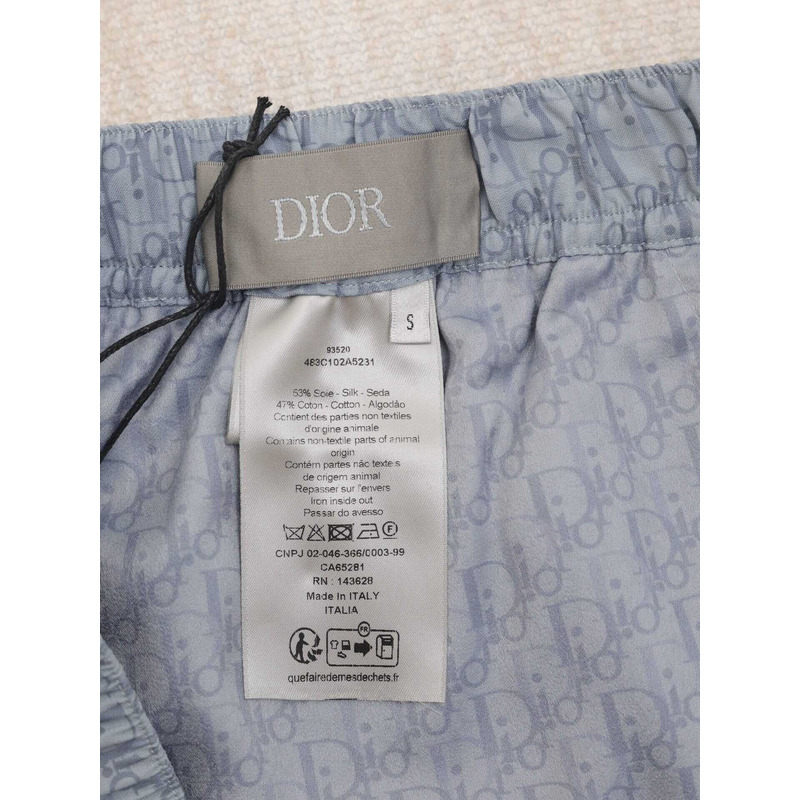 DIOR
S
93520
483C102A5231
53% Soie - Silk - Seda
47% Coton - Cotton - Algodão
Contient des parties non textiles
d'origine animale
Contains non-textile parts of animal
origin
Contém partes não texteis
de origem animal
Repasser sur l'envers
Iron inside out
Passar do avesso
F
CNPJ 02-046-366/0003-99
CA65281
RN : 143628
Made in ITALY
ITALIA
FR
quefairedemesdechets.fr
Dior